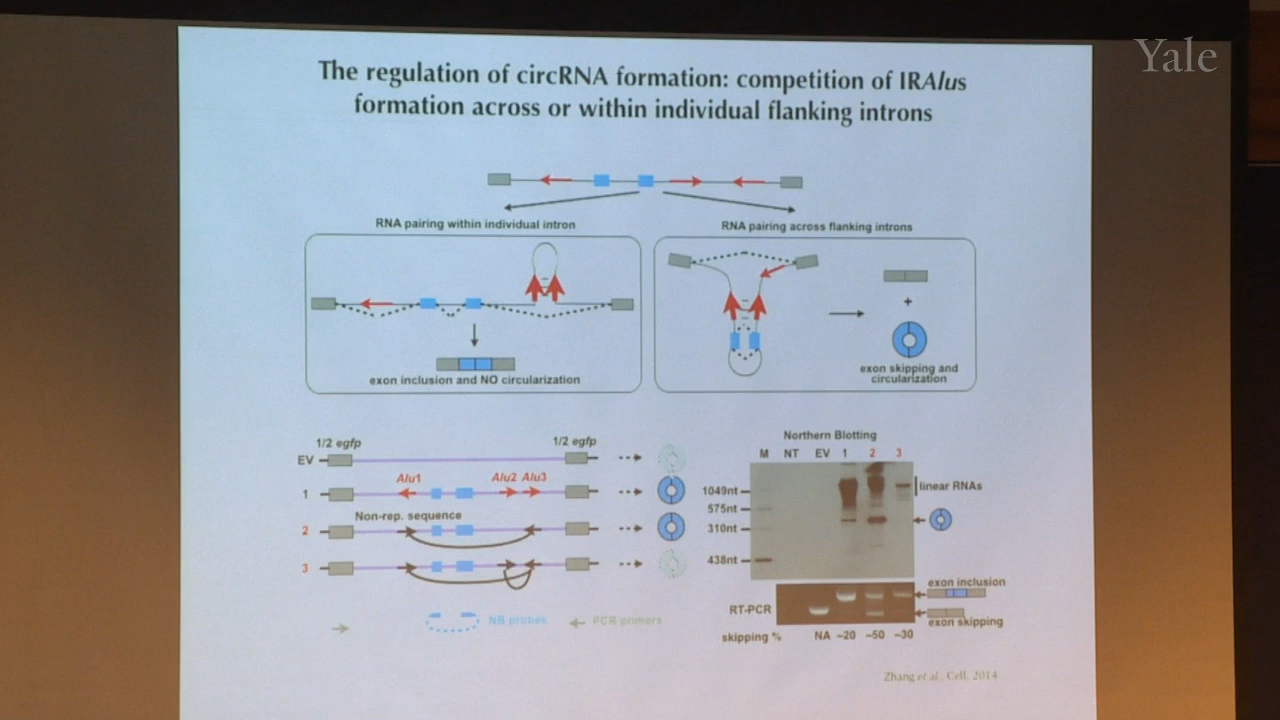 Yale
The regulation of circRNA formation: competition of IRAlus
formation across or within individual flanking introns
RNA pairing within individual intron
RNA pairing across flanking introns
exon inclusion and NO circularization
+
exon skipping and
circularization
1/2 egfp
1/2 egfp
EV
Alu1
Alu2 Alu3
1
Non-rep. sequence
2
3
NB probes
PCR primers
Northern Blotting
M NT EV 1 2 3
1049nt
575nt
310nt
438nt
linear RNAs
RT-PCR
exon inclusion
exon skipping
skipping % NA ~20 ~50 ~30
Zhang et al., Cell, 2014